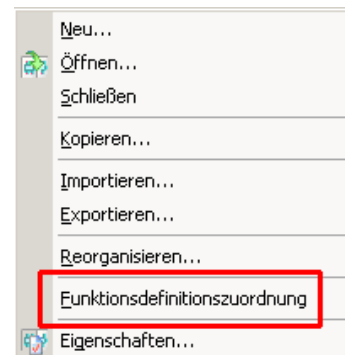 Neu...
Öffnen...
Schließen
Kopieren...
Importieren...
Exportieren...
Reorganisieren...
Funktionsdefinitionszuordnung
Eigenschaften...